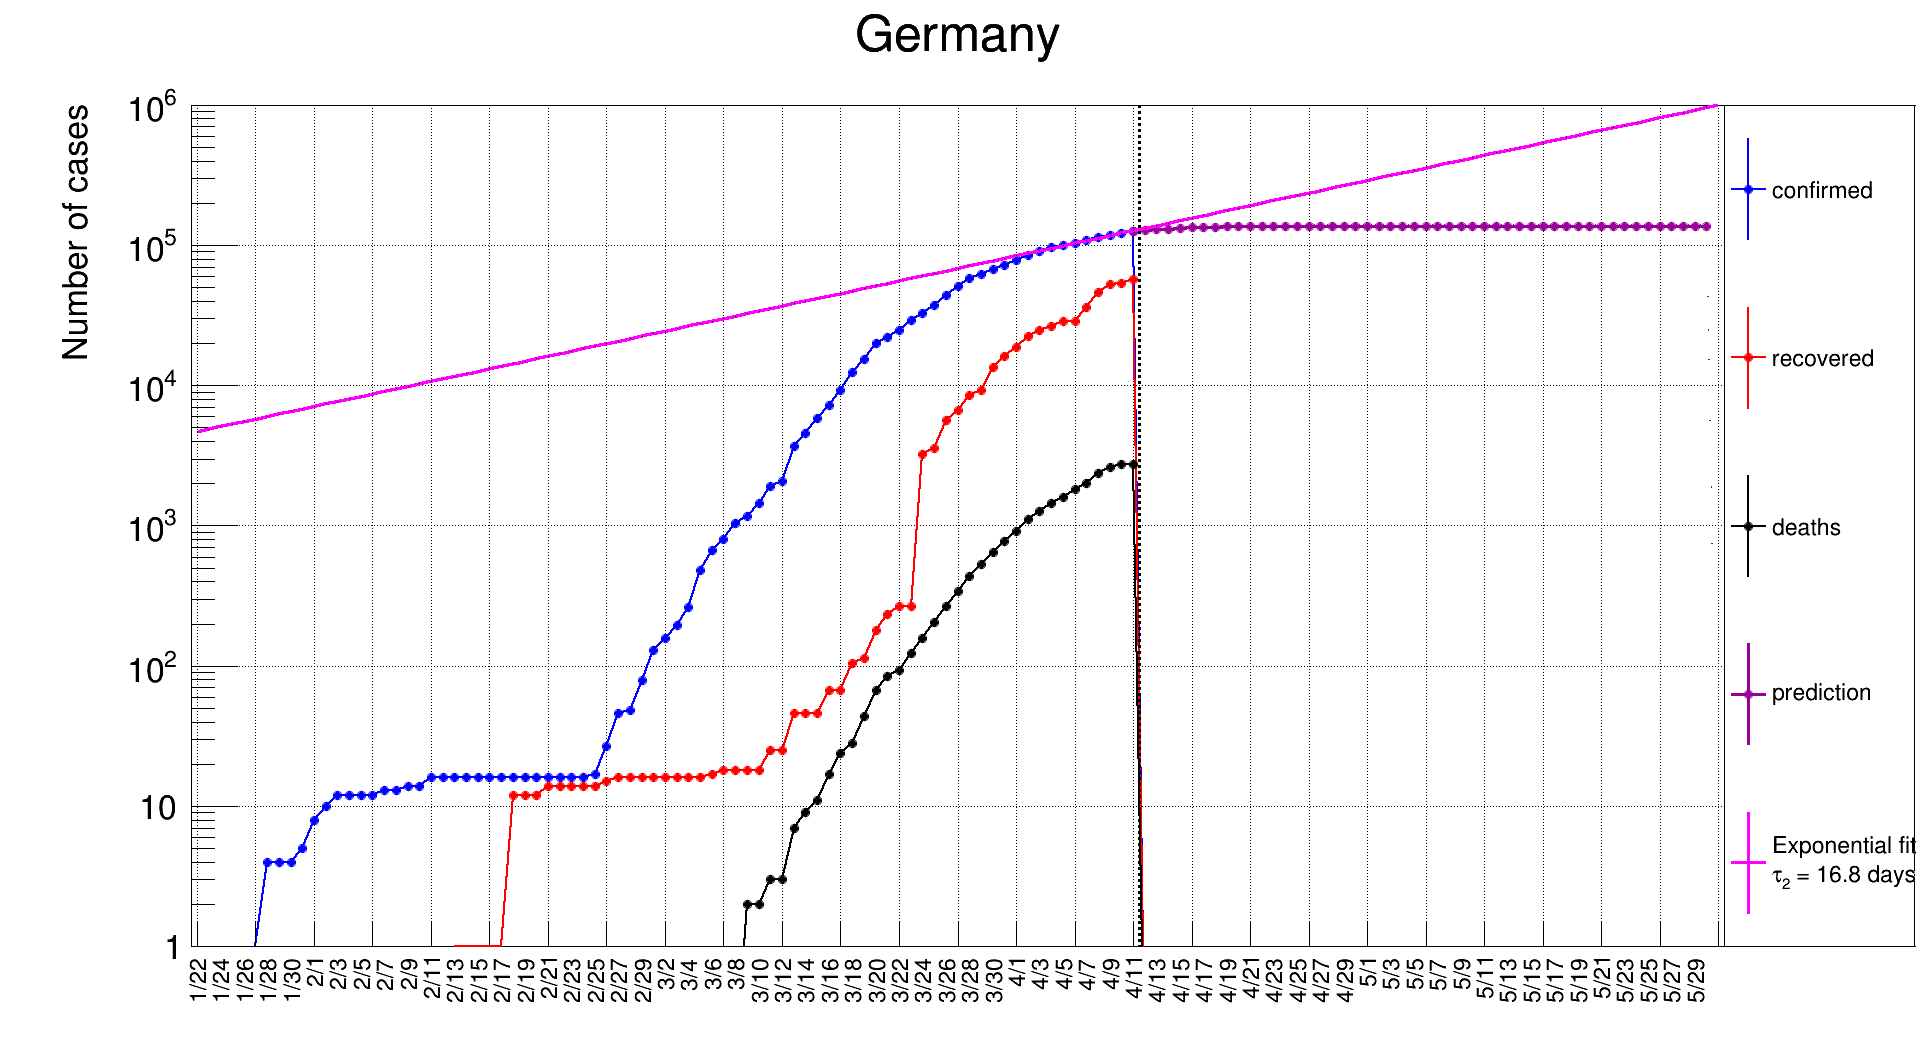 Germany
Number of cases
10^6
10^5
10^4
10^3
10^2
10
1
1/22 1/24 1/26 1/28 1/30 2/1 2/3 2/5 2/7 2/9 2/11 2/13 2/15 2/17 2/19 2/21 2/23 2/25 2/27 2/29 3/2 3/4 3/6 3/8 3/10 3/12 3/14 3/16 3/18 3/20 3/22 3/24 3/26 3/28 3/30 4/1 4/3 4/5 4/7 4/9 4/11 4/13 4/15 4/17 4/19 4/21 4/23 4/25 4/27 4/29 5/1 5/3 5/5 5/7 5/9 5/11 5/13 5/15 5/17 5/19 5/21 5/23 5/25 5/27 5/29
confirmed
recovered
deaths
prediction
Exponential fit
τ₂ = 16.8 days